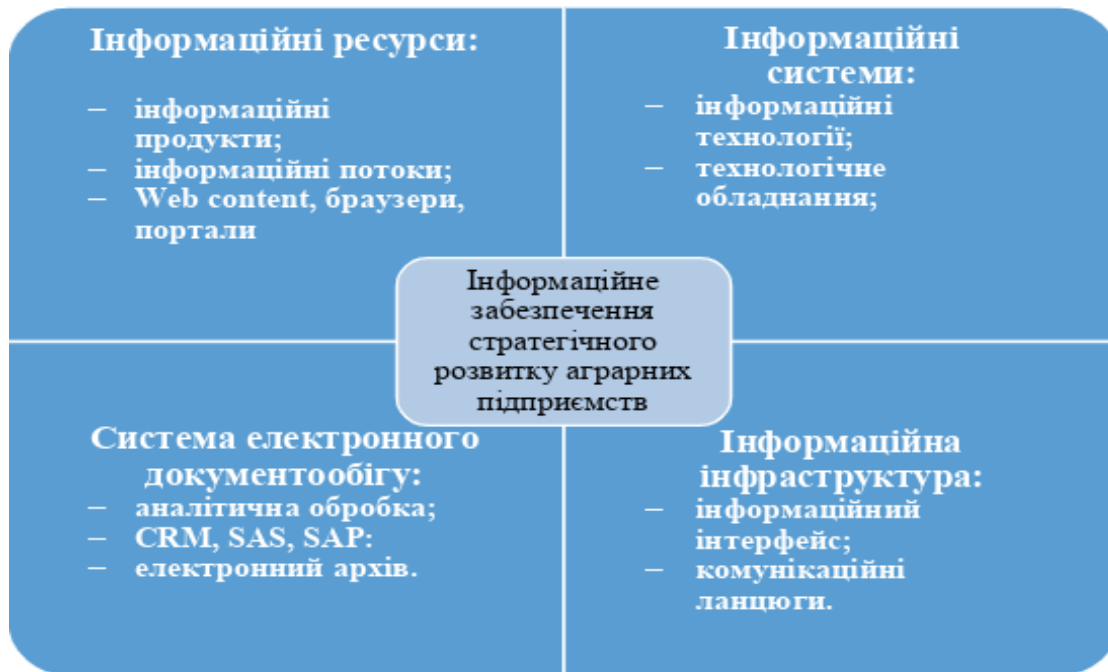 Інформаційні ресурси:
– інформаційні
продукти;
– інформаційні потоки;
– Web content, браузери,
портали
Інформаційні
системи:
– інформаційні
технології;
– технологічне
обладнання;
Інформаційне
забезпечення
стратегічного
розвитку аграрних
підприємств
Система електронного
документообігу:
– аналітична обробка;
– CRM, SAS, SAP:
– електронний архів.
Інформаційна
інфраструктура:
– інформаційний
інтерфейс;
– комунікаційні
ланцюги.